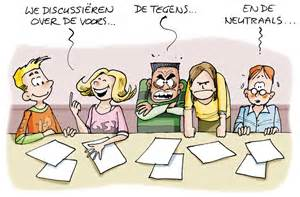 WE DISCUSSIËREN
OVER DE VOORS...
DE TEGENS...
EN DE
NEUTRAALS...